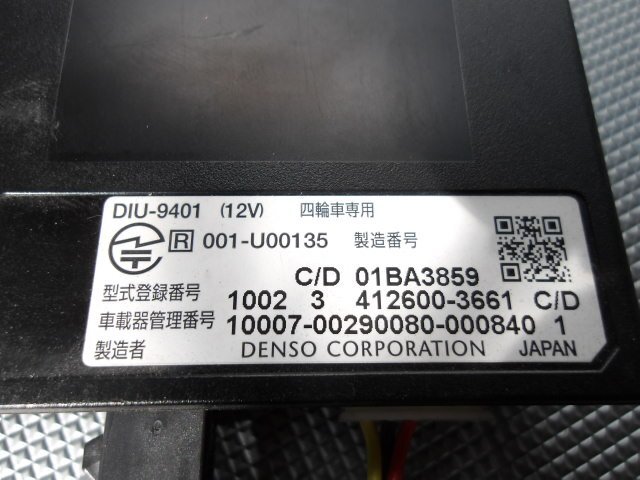 DIU-9401 (12V) 四輪車専用
R 001-U00135 製造番号
C/D 01BA3859
型式登録番号 1002 3 412600-3661 C/D
車載器管理番号 10007-00290080-000840 1
製造者 DENSO CORPORATION JAPAN